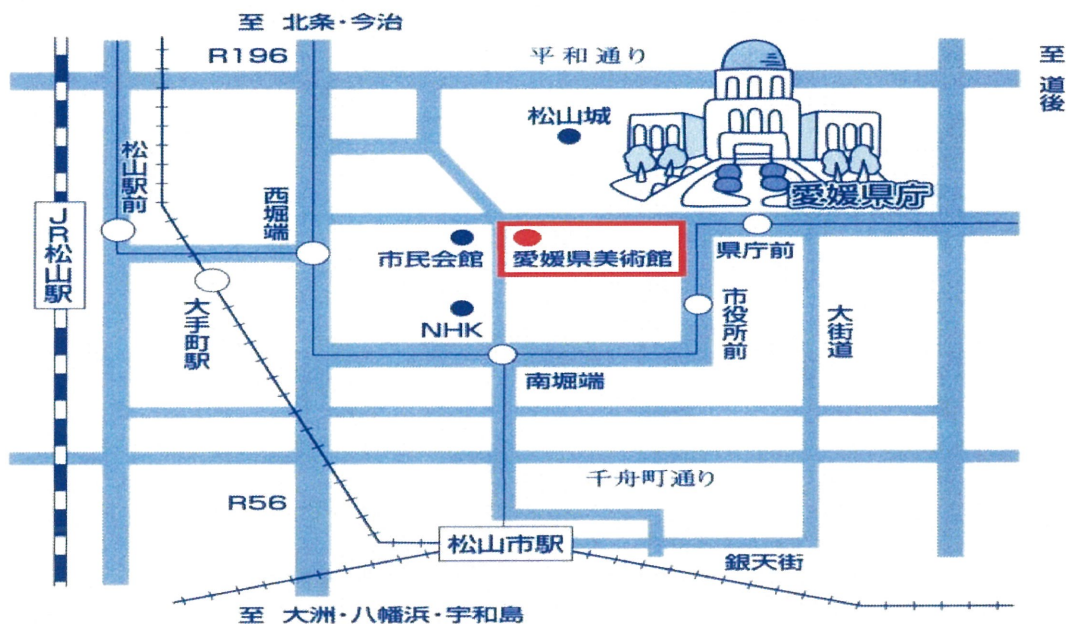 至 北条・今治
R196
平和通り
至 道後
松山城
松山駅前
西堀端
愛媛県庁
JR松山駅
市民会館
愛媛県美術館
県庁前
大手町駅
NHK
市役所前
大街道
南堀端
千舟町通り
R56
松山市駅
銀天街
至 大洲・八幡浜・宇和島